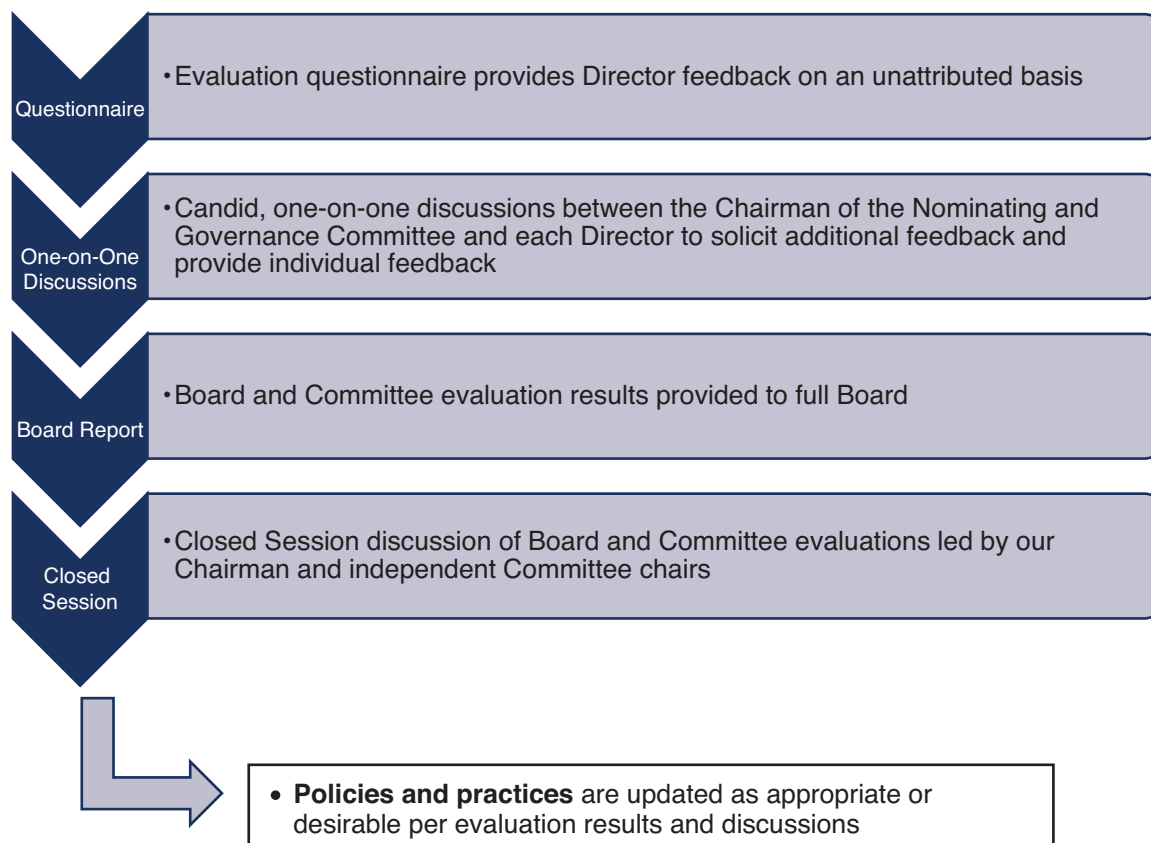 Questionnaire
•Evaluation questionnaire provides Director feedback on an unattributed basis
One-on-One
Discussions
•Candid, one-on-one discussions between the Chairman of the Nominating and
Governance Committee and each Director to solicit additional feedback and
provide individual feedback
Board Report
•Board and Committee evaluation results provided to full Board
Closed
Session
•Closed Session discussion of Board and Committee evaluations led by our
Chairman and independent Committee chairs
• Policies and practices are updated as appropriate or
desirable per evaluation results and discussions